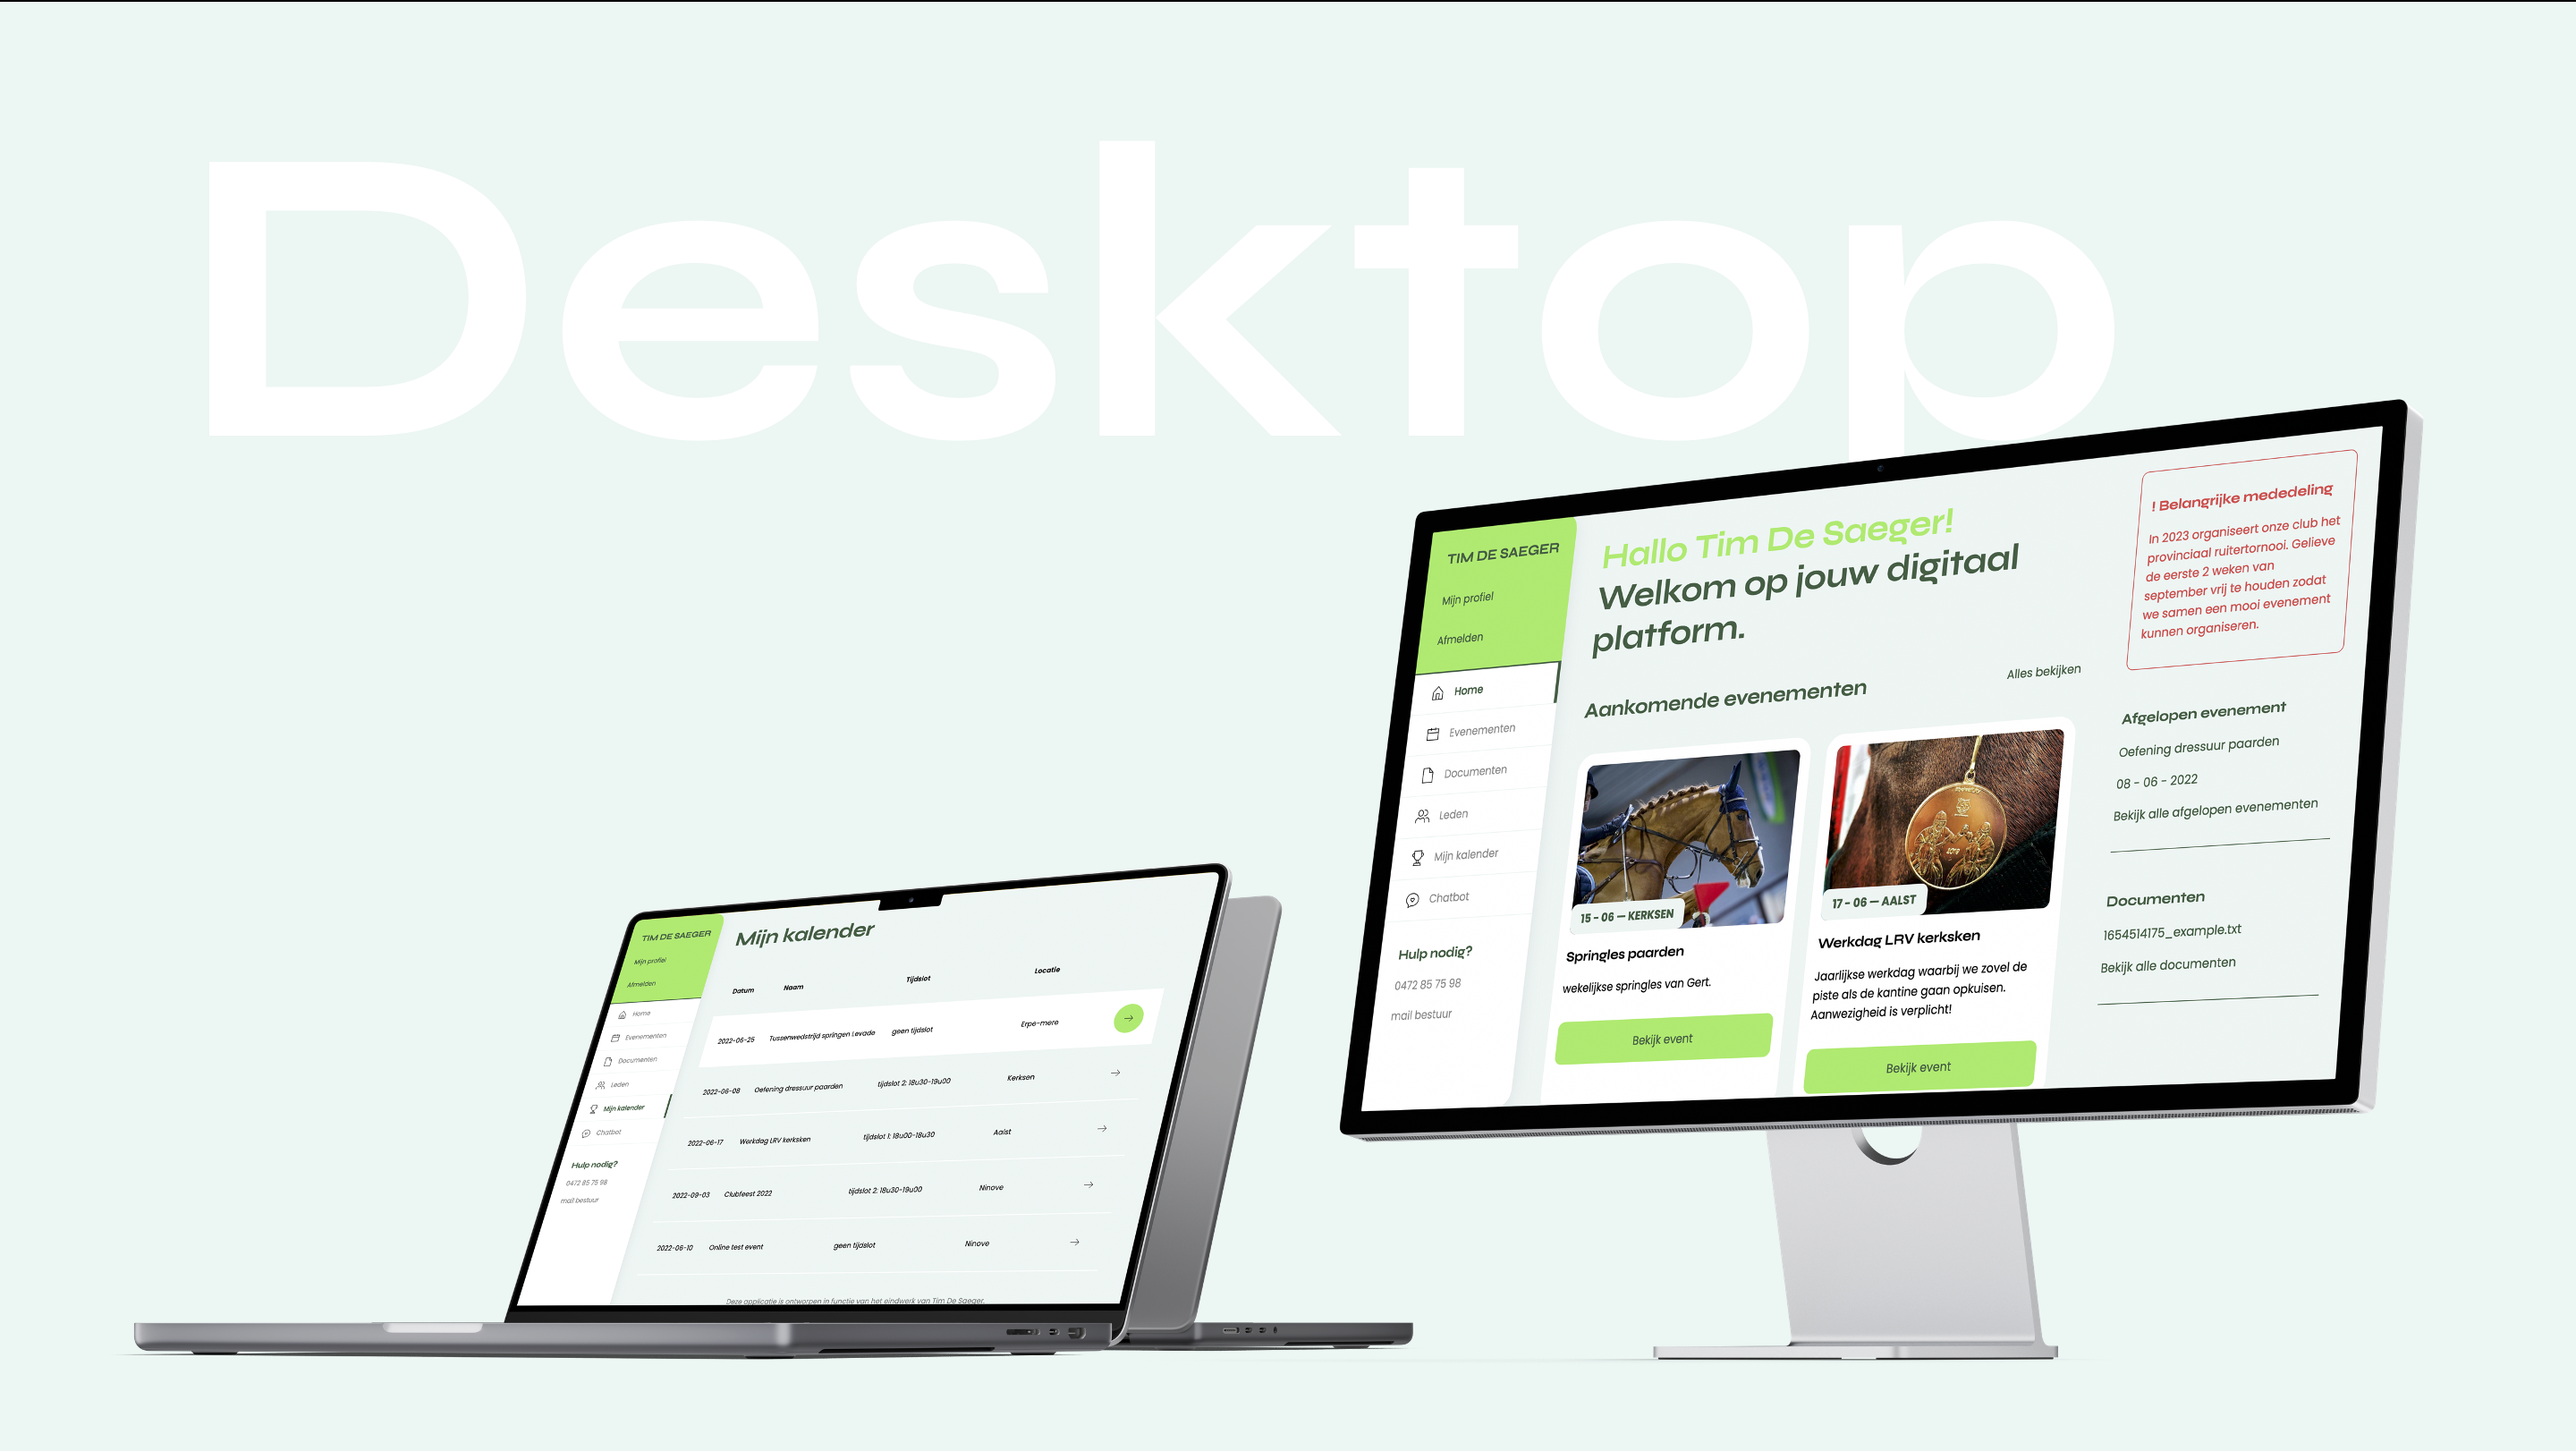 Desktop
TIM DE SAEGER
Mijn profiel
Afmelden
Home
Evenementen
Documenten
Leden
Mijn kalender
Chatbot
Hulp nodig?
0472 85 75 98
mail bestuur
Mijn kalender
Datum Naam Tijdslot Locatie
2022-06-25 Tussenwedstrijd springen Levade geen tijdslot Erpe-mere
2022-06-08 Oefening dressuur paarden tijdslot 2: 18u30-19u00 Kerksen
2022-06-17 Werkdag LRV kerksken tijdslot 1: 18u00-18u30 Aalst
2022-09-03 Clubfeest 2022 tijdslot 2: 18u30-19u00 Ninove
2022-06-10 Online test event geen tijdslot Ninove
Deze applicatie is ontworpen in functie van het eindwerk van Tim De Saeger.
TIM DE SAEGER
Mijn profiel
Afmelden
Home
Evenementen
Documenten
Leden
Mijn kalender
Chatbot
Hulp nodig?
0472 85 75 98
mail bestuur
Hallo Tim De Saeger!
Welkom op jouw digitaal
platform.
Aankomende evenementen
Alles bekijken
15 - 06 — KERKSEN
Springles paarden
wekelijkse springles van Gert.
Bekijk event
17 - 06 — AALST
Werkdag LRV kerksken
Jaarlijkse werkdag waarbij we zovel de
piste als de kantine gaan opkuisen.
Aanwezigheid is verplicht!
Bekijk event
! Belangrijke mededeling
In 2023 organiseert onze club het
provinciaal ruitertornooi. Gelieve
de eerste 2 weken van
september vrij te houden zodat
we samen een mooi evenement
kunnen organiseren.
Afgelopen evenement
Oefening dressuur paarden
08 - 06 - 2022
Bekijk alle afgelopen evenementen
Documenten
1654514175_example.txt
Bekijk alle documenten